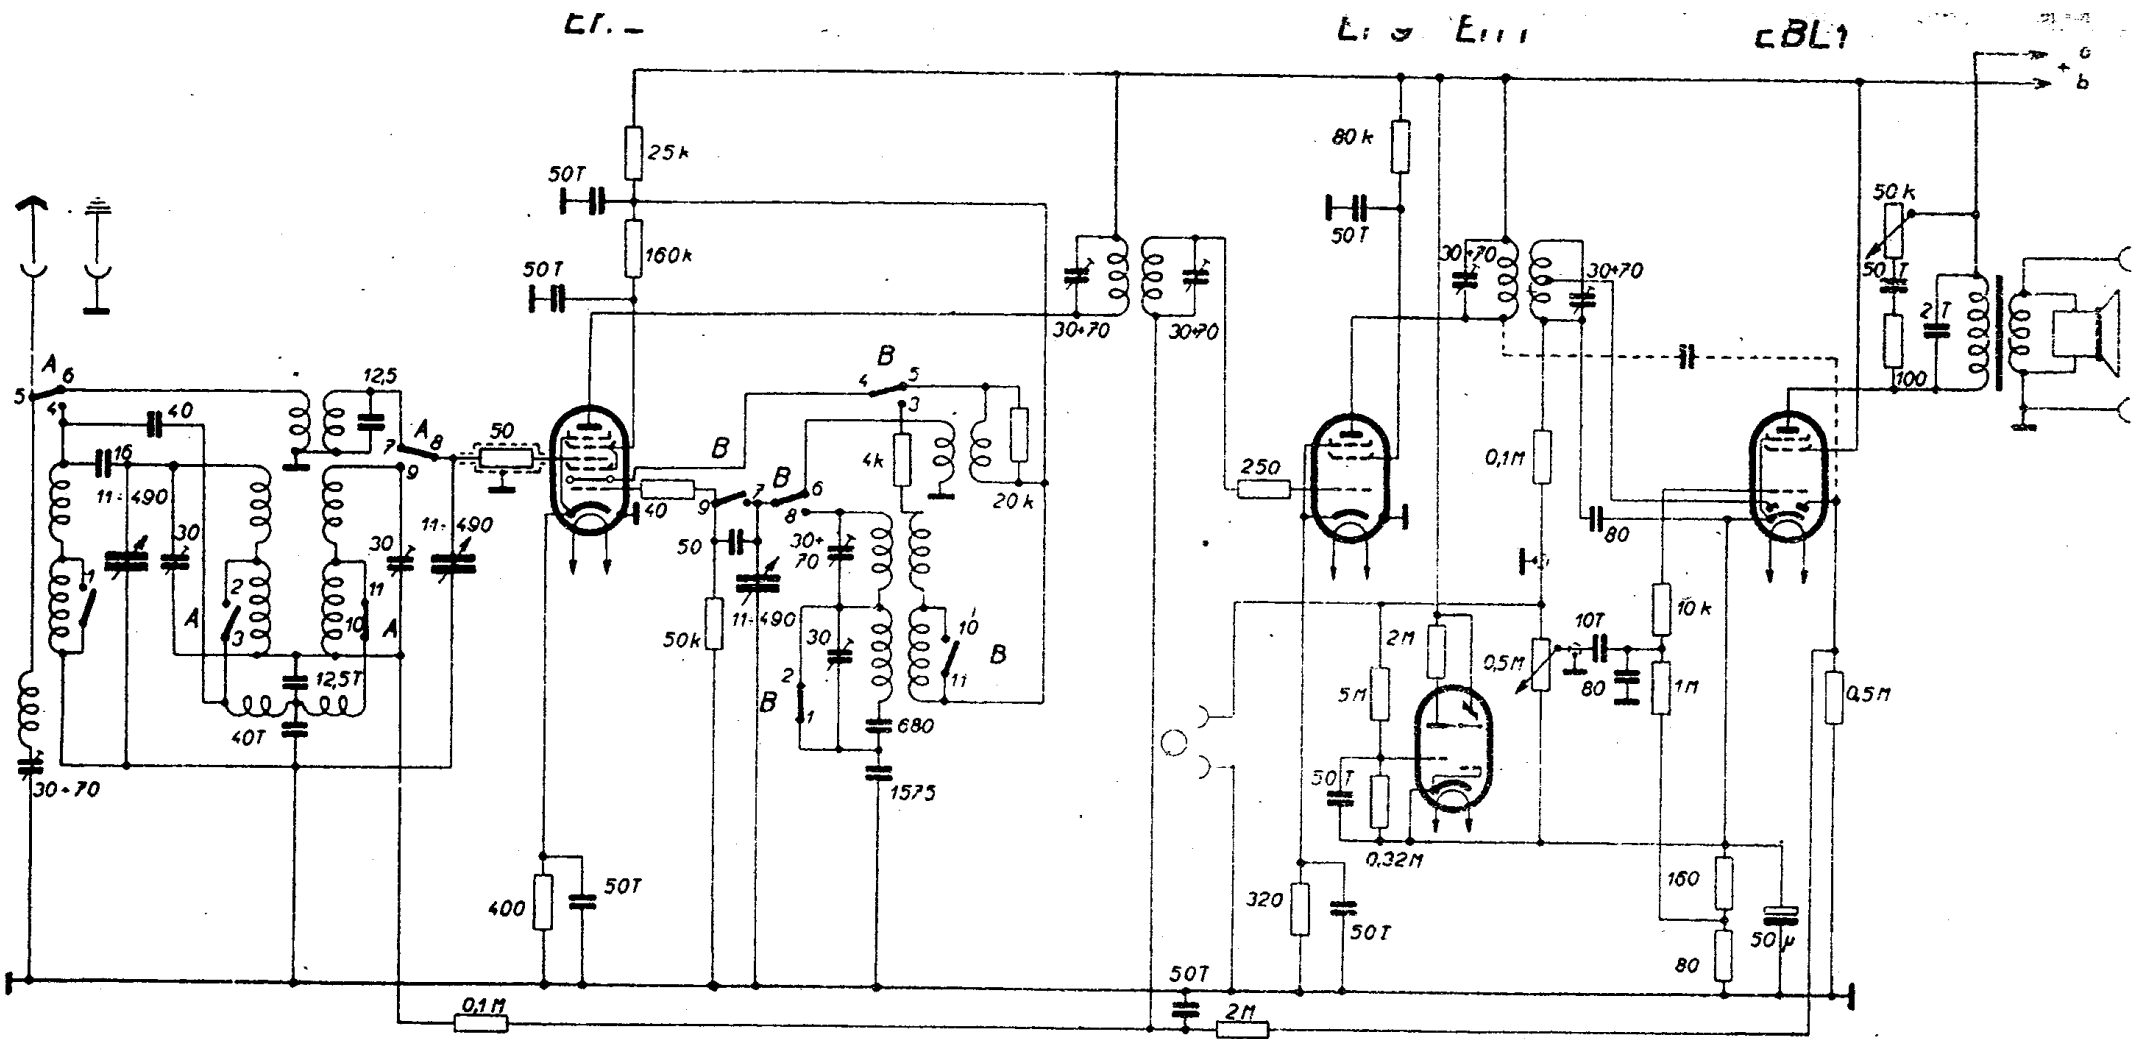 cBL1
a
+
b
25k
50T
160k
50T
80k
50T
50k
50T
2T
100
30÷70
30÷70
30÷70
30÷70
A
6
5
4
40
12,5
A
7
8
9
50
16
11÷490
30
30
11÷490
1
2
3
A
11
10
A
12,5T
40T
30÷70
B
4
5
3
B
B
4k
20k
40
9
7
6
8
50
30÷
70
11÷490
50k
30
2
B
1
10
11
B
680
1575
250
0,1M
80
10T
10k
2M
0,5M
5M
80
1M
0,5M
50T
0,32M
400
50T
320
50T
160
50µ
80
50T
0,1M
2M